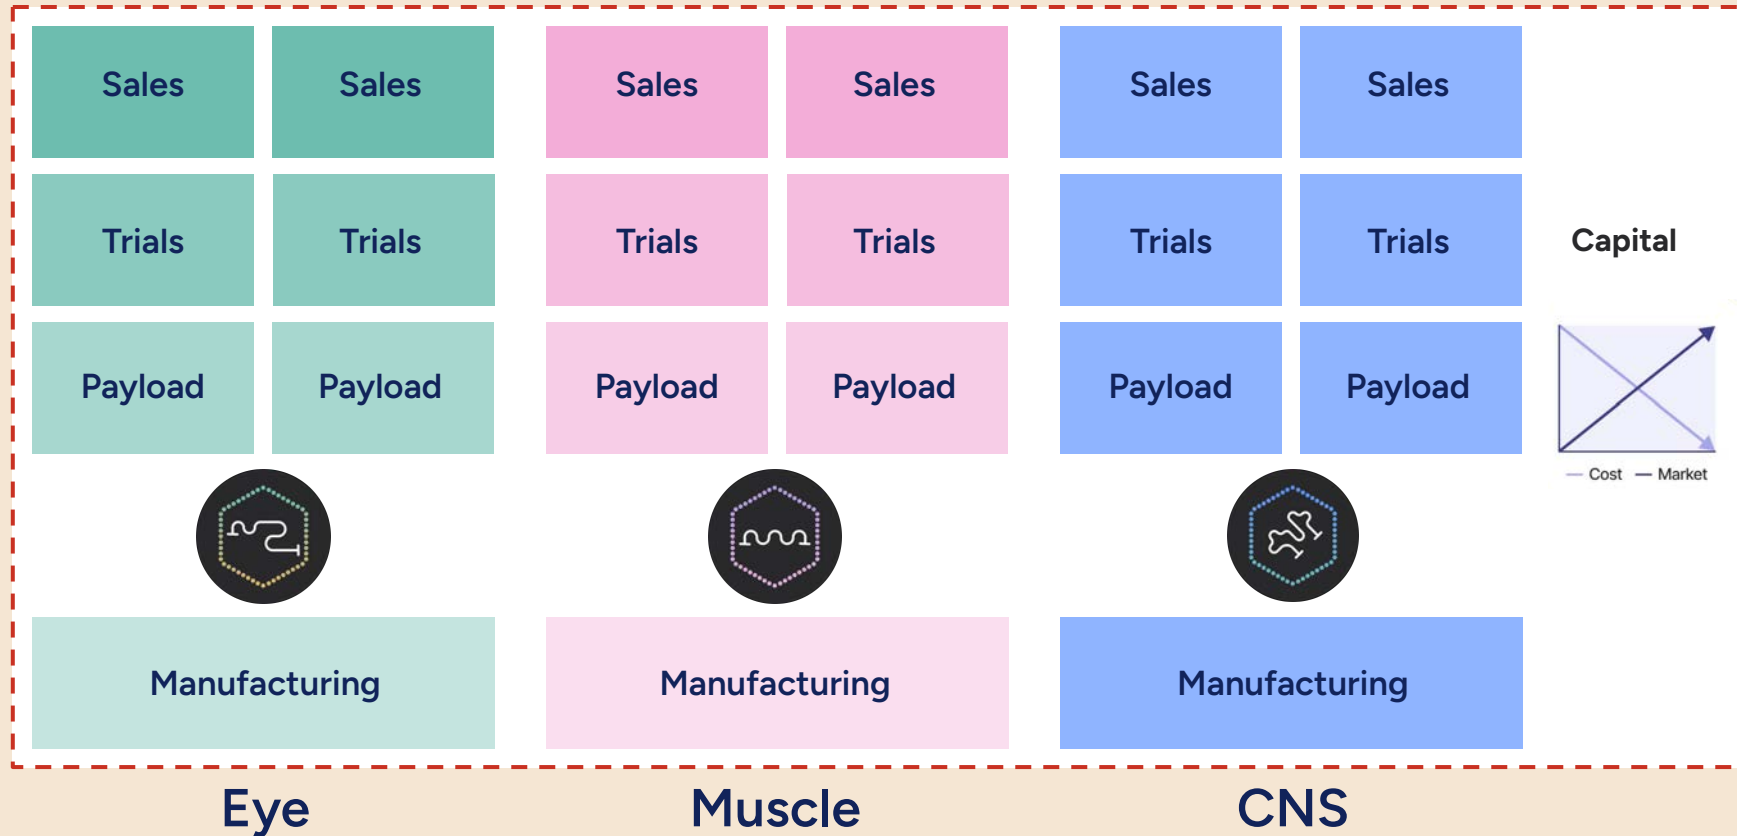 Sales Sales Sales Sales Sales Sales
Trials Trials Trials Trials Trials Trials Capital
Payload Payload Payload Payload Payload Payload
Cost Market
Manufacturing Manufacturing Manufacturing
Eye Muscle CNS